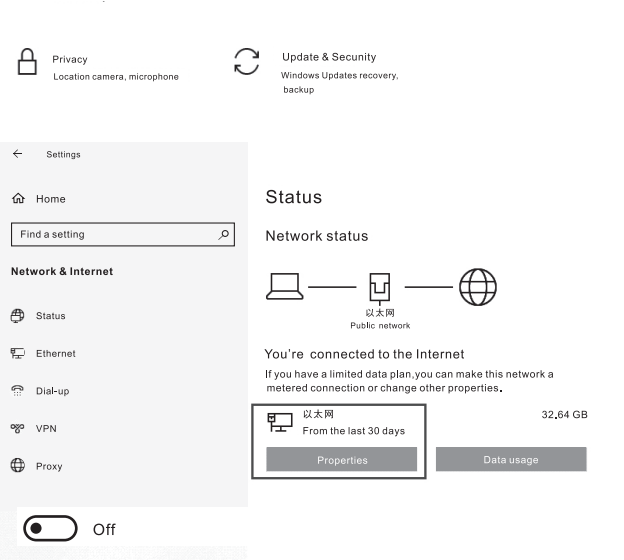 Privacy
Location camera, microphone
Update & Security
Windows Updates recovery,
backup
Settings
Home
Find a setting
Network & Internet
Status
Ethernet
Dial-up
VPN
Proxy
Off
Status
Network status
以太网
Public network
You're connected to the Internet
If you have a limited data plan,you can make this network a
metered connection or change other properties.
以太网
From the last 30 days
32.64 GB
Properties
Data usage